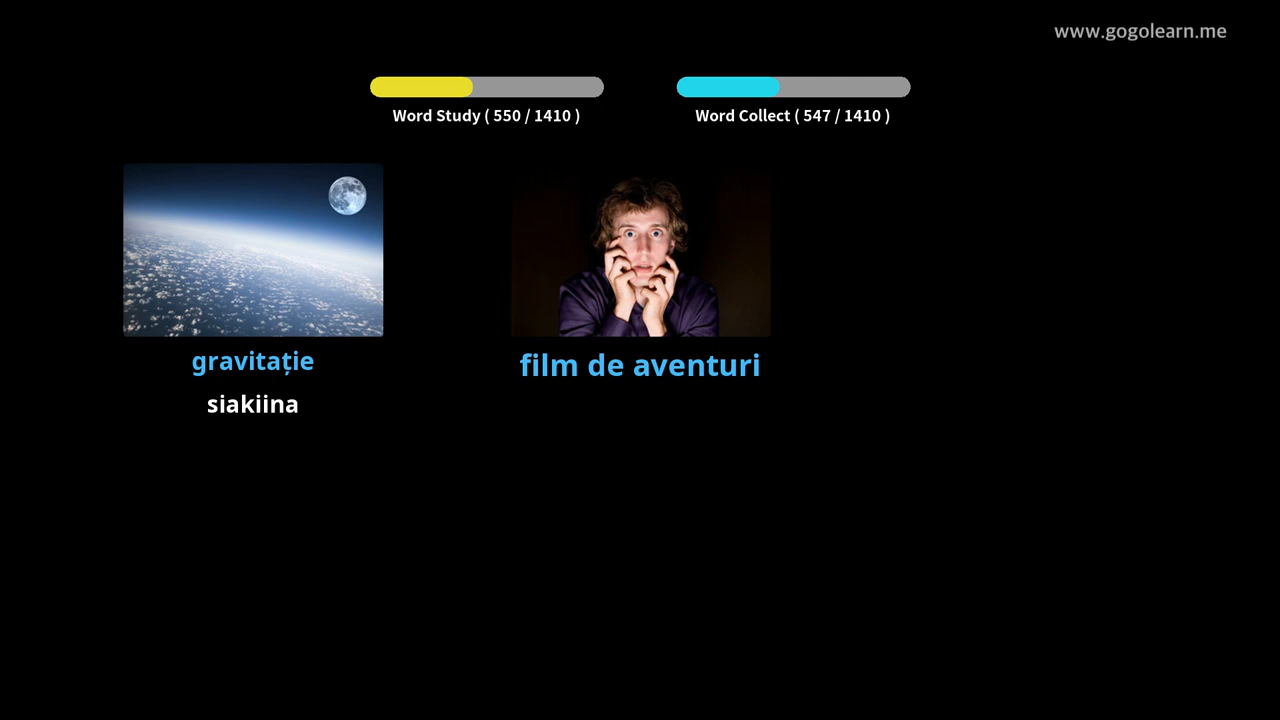 www.gogolearn.me
Word Study ( 550 / 1410 )
Word Collect ( 547 / 1410 )
gravitație
siakiina
film de aventuri